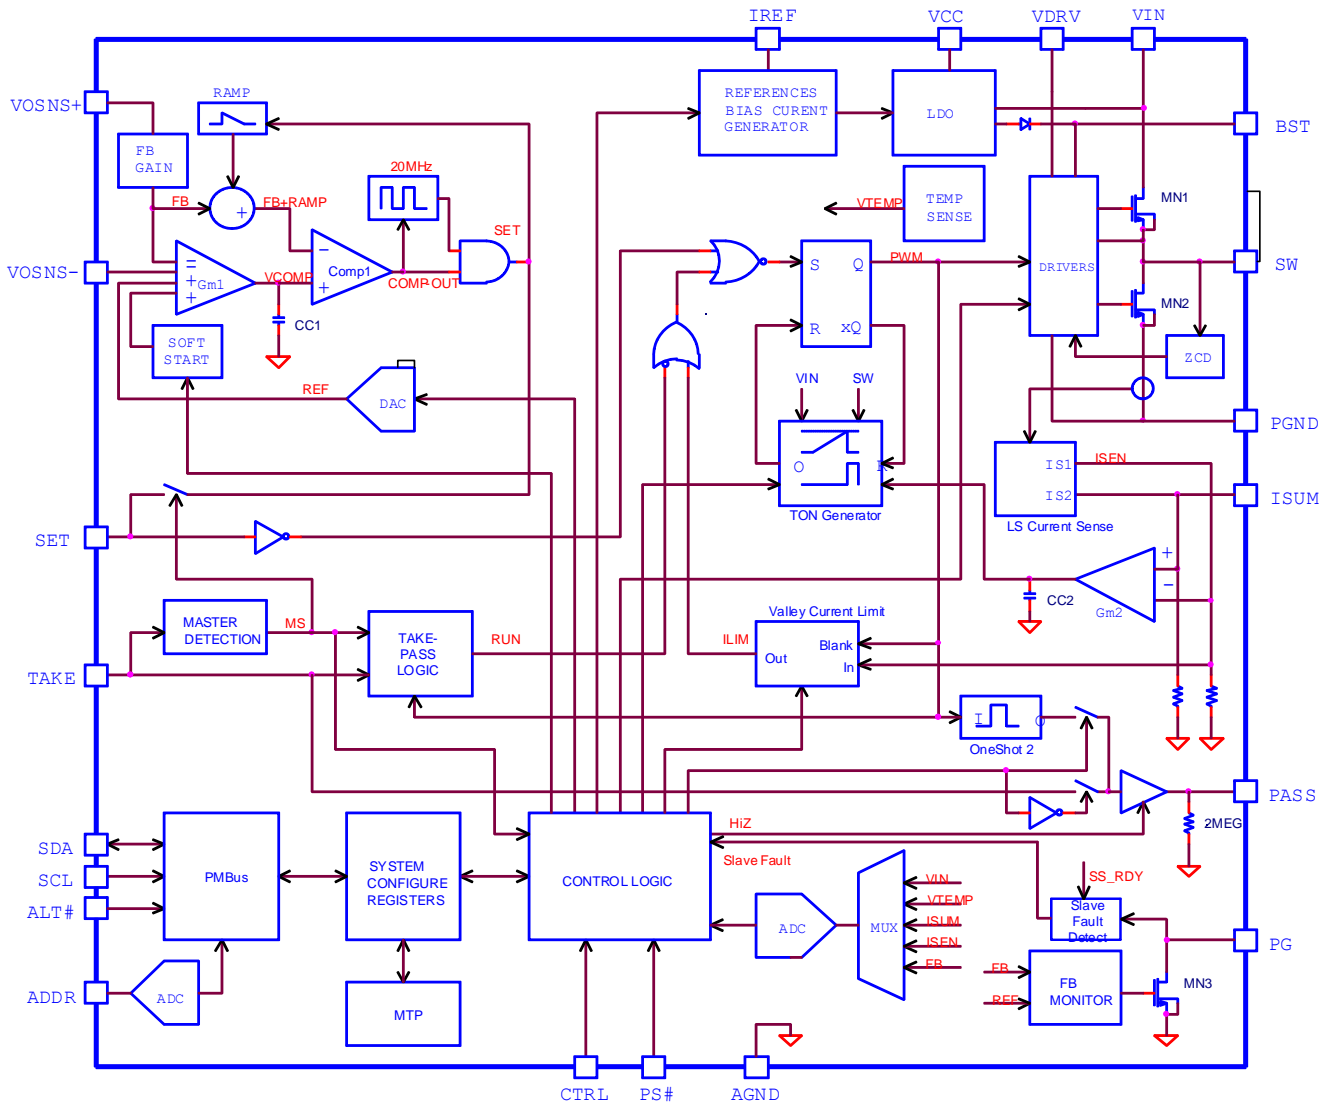 IREF
VCC
VDRV
VIN
VOSNS+
RAMP
REFERENCES
BIAS CURENT
GENERATOR
LDO
BST
FB
GAIN
20MHz
TEMP
SENSE
VTEMP
MN1
FB
+
FB+RAMP
SET
S
Q
PWM
R
xQ
DRIVERS
SW
VOSNS-
=
+
+
Gm1
VCOMP
−
+
Comp1
COMP-OUT
CC1
MN2
ZCD
SOFT
START
REF
DAC
VIN
SW
PGND
O
R
TON Generator
IS1
IS2
ISEN
LS Current Sense
ISUM
SET
+
−
Gm2
CC2
MASTER
DETECTION
MS
TAKE-
PASS
LOGIC
RUN
ILIM
Valley Current Limit
Blank
Out
In
TAKE
I
O
OneShot 2
PASS
2MEG
HiZ
Slave Fault
SDA
SCL
ALT#
PMBus
SYSTEM
CONFIGURE
REGISTERS
CONTROL LOGIC
ADC
MUX
VIN
VTEMP
ISUM
ISEN
FB
SS_RDY
Slave
Fault
Detect
PG
FB
REF
FB
MONITOR
MN3
ADDR
ADC
MTP
CTRL
PS#
AGND